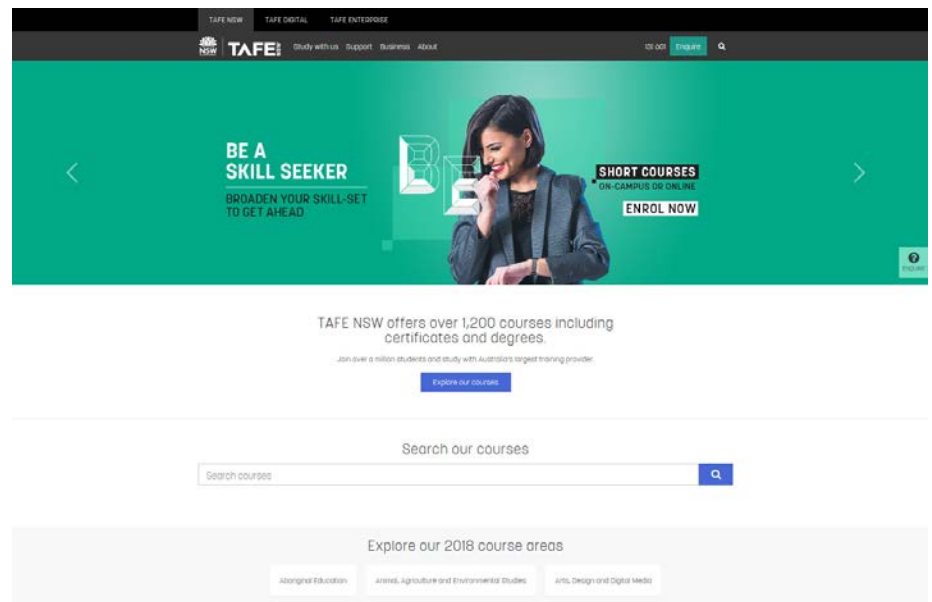 TAFE NSW TAFE DIGITAL TAFE ENTERPRISE
NSW TAFE NSW Study with us Support Business About 131 001 Enquire
BE A
SKILL SEEKER
BROADEN YOUR SKILL-SET
TO GET AHEAD
BE
SHORT COURSES
ON-CAMPUS OR ONLINE
ENROL NOW
Enquire
TAFE NSW offers over 1,200 courses including
certificates and degrees.
Join over a million students and study with Australia's largest training provider.
Explore our courses
Search our courses
Search courses
Explore our 2018 course areas
Aboriginal Education Animal, Agriculture and Environmental Studies Arts, Design and Digital Media